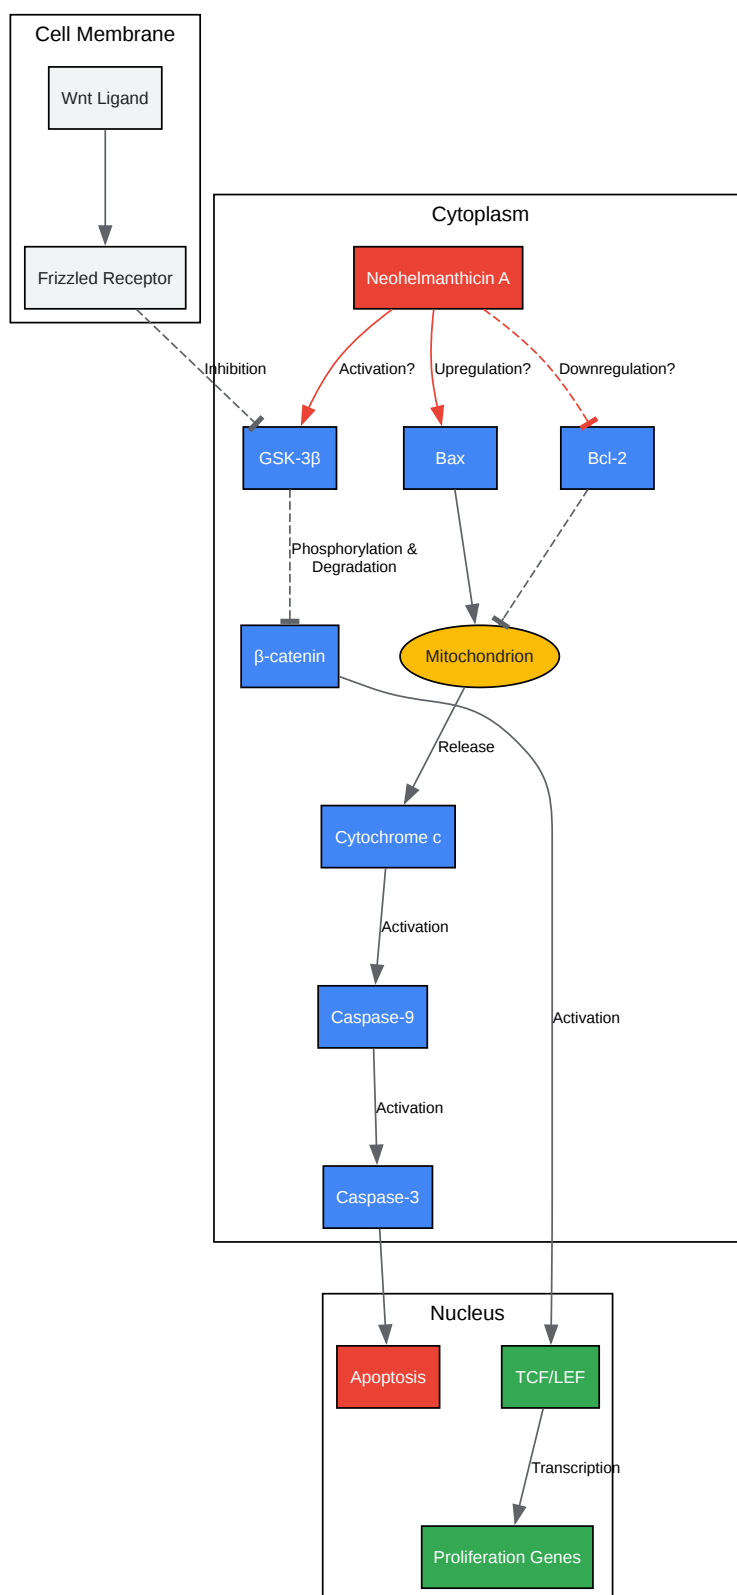 Cell Membrane
Wnt Ligand
Frizzled Receptor
Cytoplasm
Neohelmanthicin A
Inhibition
Activation?
Upregulation?
Downregulation?
GSK-3β
Bax
Bcl-2
Phosphorylation &
Degradation
β-catenin
Mitochondrion
Release
Cytochrome c
Activation
Caspase-9
Activation
Activation
Caspase-3
Nucleus
Apoptosis
TCF/LEF
Transcription
Proliferation Genes